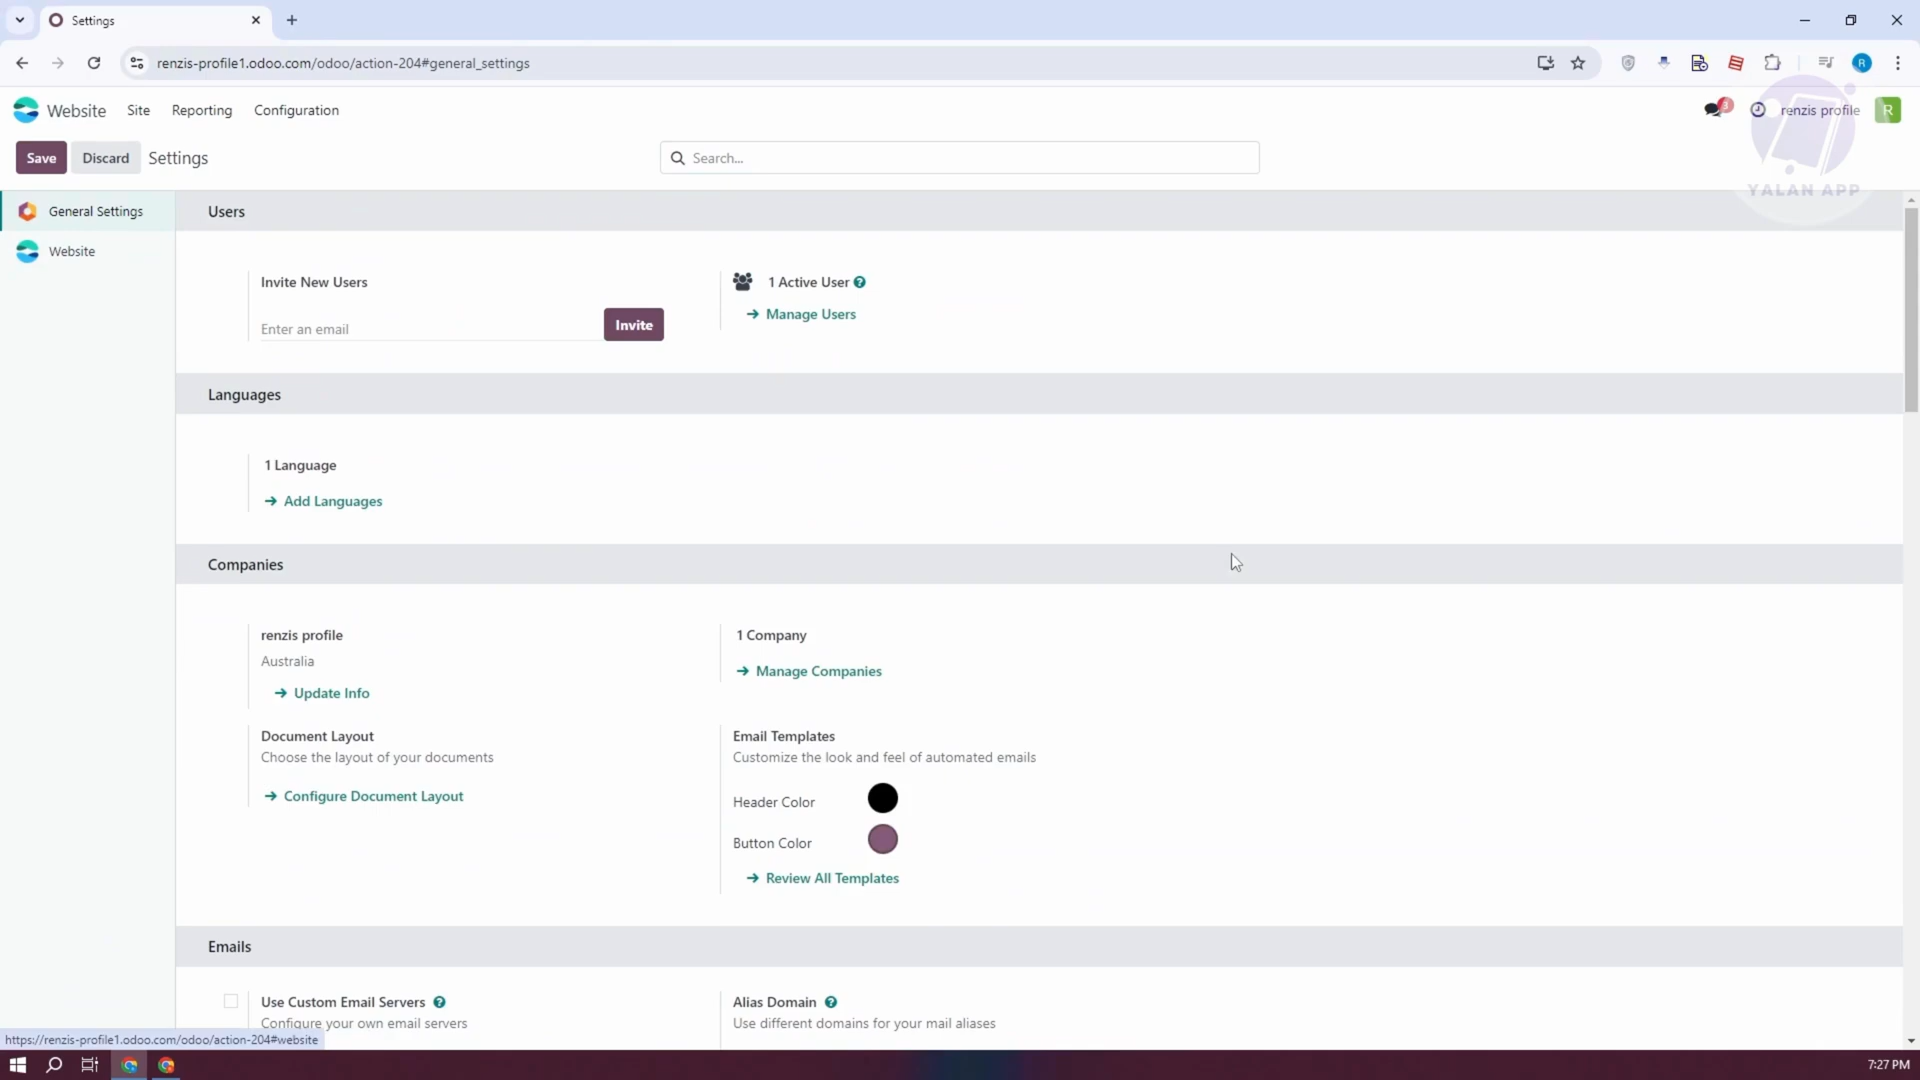 Settings
renzis-profile1.odoo.com/odoo/action-204#general_settings
R
Website Site Reporting Configuration
3 renzis profile R
Save Discard Settings Search...
YALAN APP
General Settings
Website
Users
Invite New Users
Enter an email Invite
1 Active User
Manage Users
Languages
1 Language
Add Languages
Companies
renzis profile
Australia
Update Info
1 Company
Manage Companies
Document Layout
Choose the layout of your documents
Configure Document Layout
Email Templates
Customize the look and feel of automated emails
Header Color
Button Color
Review All Templates
Emails
Use Custom Email Servers
Configure your own email servers
Alias Domain
Use different domains for your mail aliases
https://renzis-profile1.odoo.com/odoo/action-204#website
7:27 PM